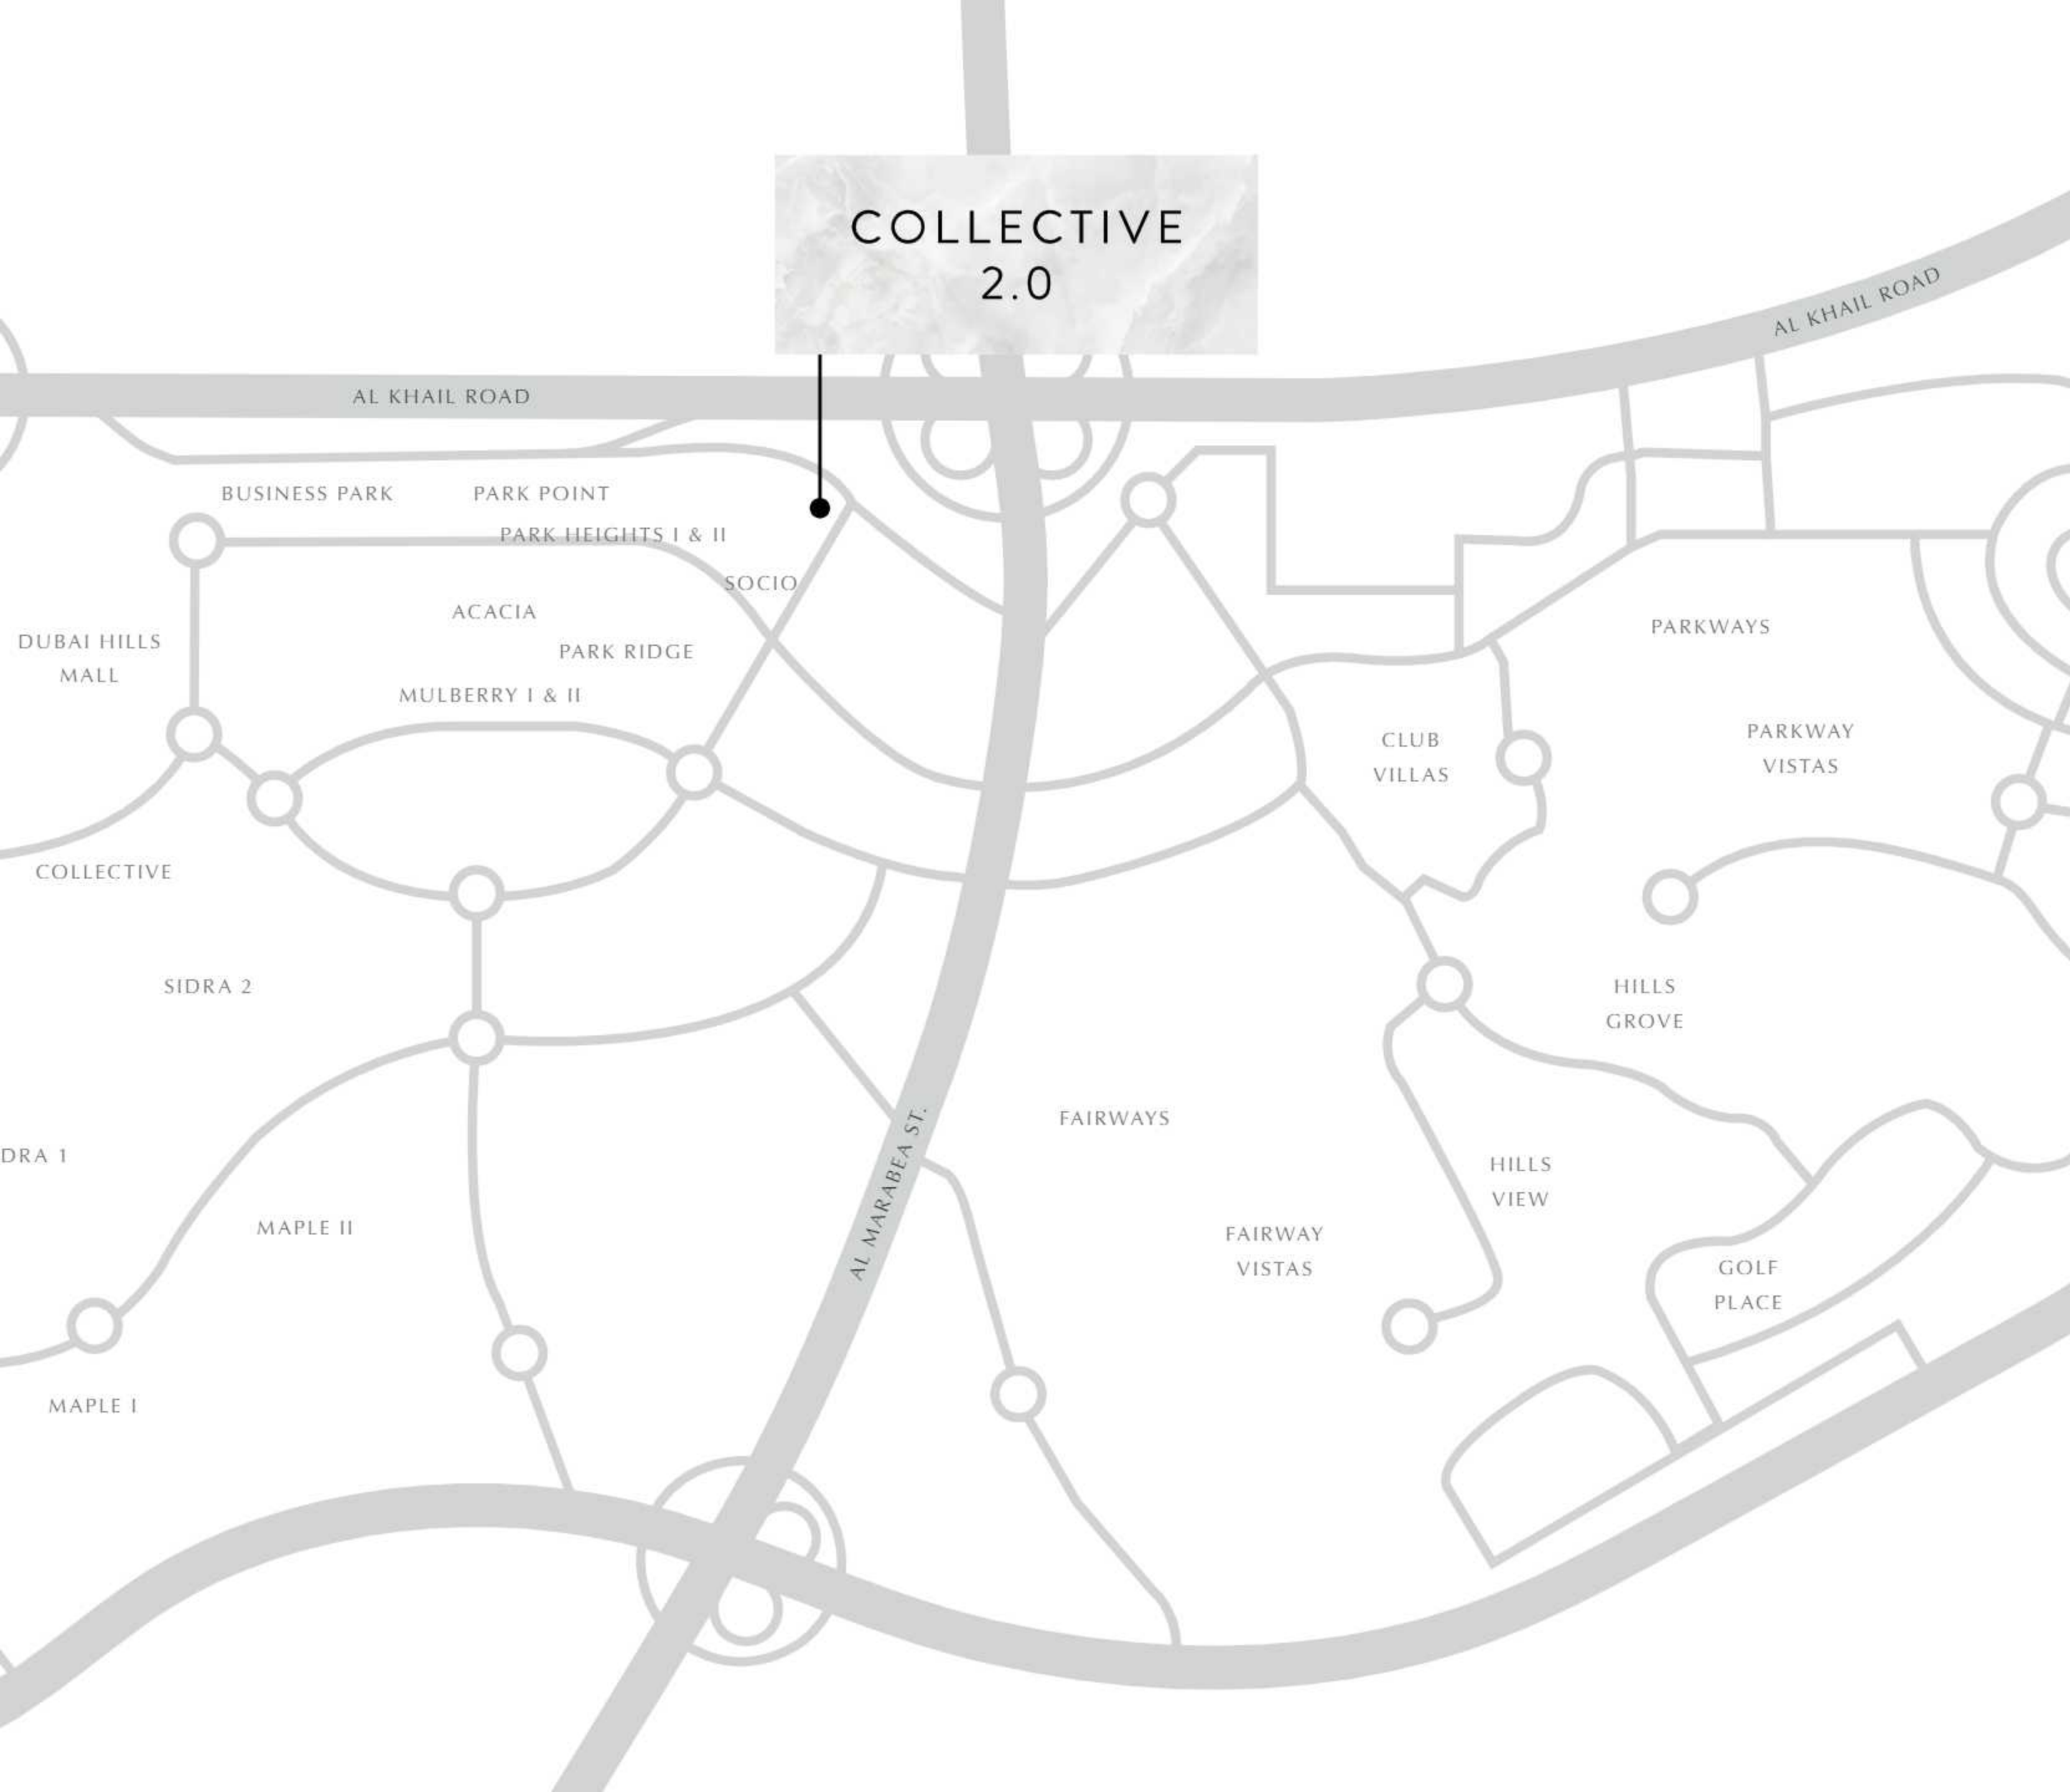 COLLECTIVE
2.0
AL KHAIL ROAD
AL KHAIL ROAD
BUSINESS PARK
PARK POINT
PARK HEIGHTS I & II
SOCIO
ACACIA
DUBAI HILLS
MALL
PARK RIDGE
MULBERRY I & II
PARKWAYS
CLUB
VILLAS
PARKWAY
VISTAS
COLLECTIVE
SIDRA 2
HILLS
GROVE
FAIRWAYS
DRA 1
AL MARABEA ST.
HILLS
VIEW
MAPLE II
FAIRWAY
VISTAS
GOLF
PLACE
MAPLE I